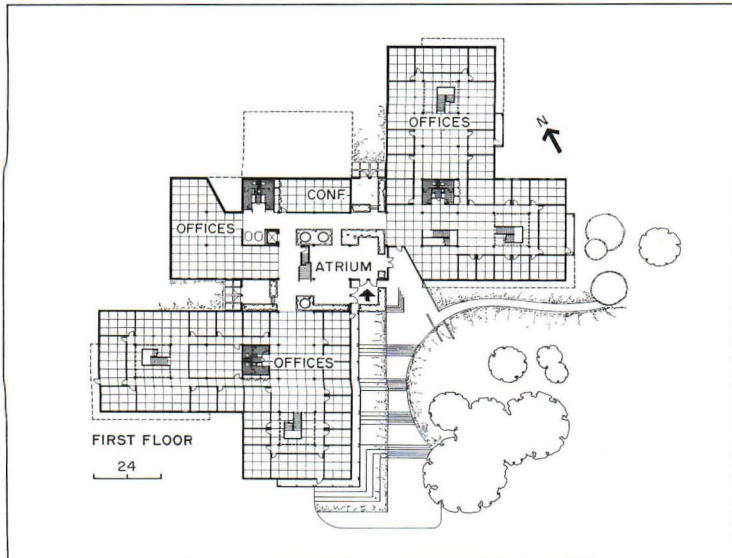 OFFICES
N
CONF.
OFFICES
ATRIUM
OFFICES
FIRST FLOOR
24